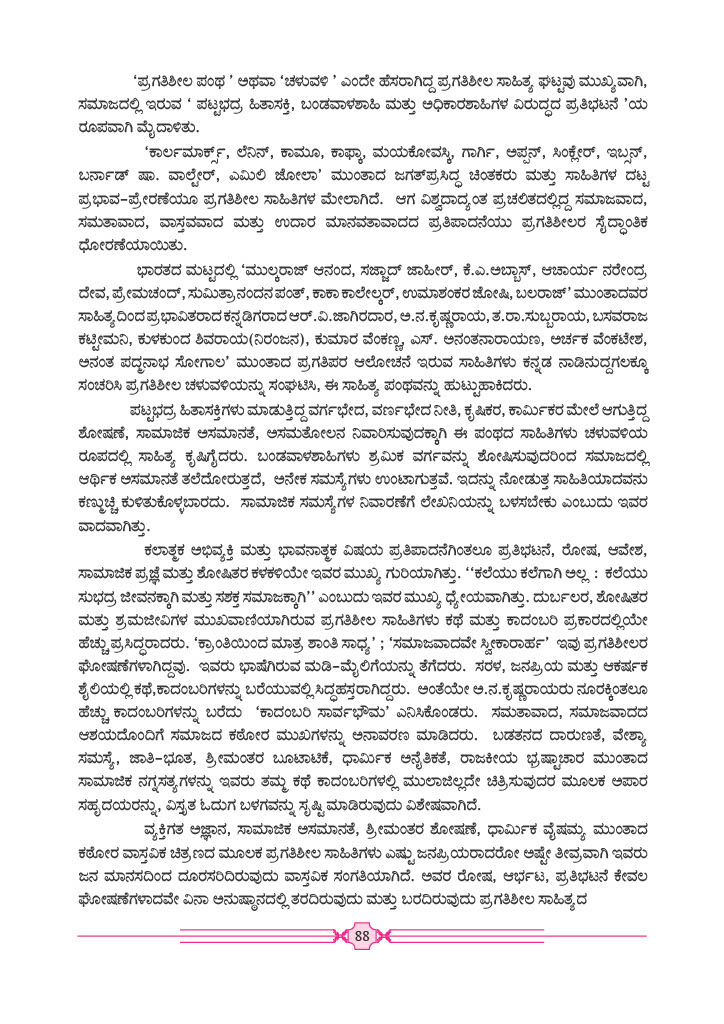 ‘ಪ್ರಗತಿಶೀಲ ಪಂಥ ’ ಅಥವಾ ‘ಚಳುವಳಿ ’ ಎಂದೇ ಹೆಸರಾಗಿದ್ದ ಪ್ರಗತಿಶೀಲ ಸಾಹಿತ್ಯ ಘಟ್ಟವು ಮುಖ್ಯವಾಗಿ,
ಸಮಾಜದಲ್ಲಿ ಇರುವ ‘ ಪಟ್ಟಭದ್ರ ಹಿತಾಸಕ್ತಿ, ಬಂಡವಾಳಶಾಹಿ ಮತ್ತು ಅಧಿಕಾರಶಾಹಿಗಳ ವಿರುದ್ಧದ ಪ್ರತಿಭಟನೆ ’ಯ
ರೂಪವಾಗಿ ಮೈದಾಳಿತು.
‘ಕಾರ್ಲಮಾರ್ಕ್ಸ್, ಲೆನಿನ್, ಕಾಮೂ, ಕಾಫ್ಕಾ, ಮಯಕೋವಸ್ಕಿ, ಗಾರ್ಗಿ, ಅಪ್ಪನ್, ಸಿಂಕ್ಲೇರ್, ಇಬ್ಸನ್,
ಬರ್ನಾಡ್ ಷಾ. ವಾಲ್ಟೇರ್, ಎಮಿಲಿ ಜೋಲಾ’ ಮುಂತಾದ ಜಗತ್‌ಪ್ರಸಿದ್ಧ ಚಿಂತಕರು ಮತ್ತು ಸಾಹಿತಿಗಳ ದಟ್ಟ
ಪ್ರಭಾವ–ಪ್ರೇರಣೆಯೂ ಪ್ರಗತಿಶೀಲ ಸಾಹಿತಿಗಳ ಮೇಲಾಗಿದೆ. ಆಗ ವಿಶ್ವದಾದ್ಯಂತ ಪ್ರಚಲಿತದಲ್ಲಿದ್ದ ಸಮಾಜವಾದ,
ಸಮತಾವಾದ, ವಾಸ್ತವವಾದ ಮತ್ತು ಉದಾರ ಮಾನವತಾವಾದದ ಪ್ರತಿಪಾದನೆಯು ಪ್ರಗತಿಶೀಲರ ಸೈದ್ಧಾಂತಿಕ
ಧೋರಣೆಯಾಯಿತು.
ಭಾರತದ ಮಟ್ಟದಲ್ಲಿ ‘ಮುಲ್ಕರಾಜ್ ಆನಂದ, ಸಜ್ಜಾದ್ ಜಾಹೀರ್, ಕೆ.ಎ.ಅಬ್ಬಾಸ್, ಆಚಾರ್ಯ ನರೇಂದ್ರ
ದೇವ, ಪ್ರೇಮಚಂದ್, ಸುಮಿತ್ರಾನಂದನ ಪಂತ್, ಕಾಕಾ ಕಾಲೇಲ್ಕರ್, ಉಮಾಶಂಕರ ಜೋಷಿ, ಬಲರಾಜ್’ ಮುಂತಾದವರ
ಸಾಹಿತ್ಯದಿಂದ ಪ್ರಭಾವಿತರಾದ ಕನ್ನಡಿಗರಾದ ಆರ್.ವಿ.ಜಾಗಿರದಾರ, ಅ.ನ.ಕೃಷ್ಣರಾಯ, ತ.ರಾ.ಸುಬ್ಬರಾಯ, ಬಸವರಾಜ
ಕಟ್ಟೀಮನಿ, ಕುಳಕುಂದ ಶಿವರಾಯ(ನಿರಂಜನ), ಕುಮಾರ ವೆಂಕಣ್ಣ, ಎಸ್. ಅನಂತನಾರಾಯಣ, ಅರ್ಚಕ ವೆಂಕಟೇಶ,
ಅನಂತ ಪದ್ಮನಾಭ ಸೋಗಾಲ’ ಮುಂತಾದ ಪ್ರಗತಿಪರ ಆಲೋಚನೆ ಇರುವ ಸಾಹಿತಿಗಳು ಕನ್ನಡ ನಾಡಿನುದ್ದಗಲಕ್ಕೂ
ಸಂಚರಿಸಿ ಪ್ರಗತಿಶೀಲ ಚಳುವಳಿಯನ್ನು ಸಂಘಟಿಸಿ, ಈ ಸಾಹಿತ್ಯ ಪಂಥವನ್ನು ಹುಟ್ಟುಹಾಕಿದರು.
ಪಟ್ಟಭದ್ರ ಹಿತಾಸಕ್ತಿಗಳು ಮಾಡುತ್ತಿದ್ದ ವರ್ಗಭೇದ, ವರ್ಣಭೇದ ನೀತಿ, ಕೃಷಿಕರ, ಕಾರ್ಮಿಕರ ಮೇಲೆ ಆಗುತ್ತಿದ್ದ
ಶೋಷಣೆ, ಸಾಮಾಜಿಕ ಅಸಮಾನತೆ, ಅಸಮತೋಲನ ನಿವಾರಿಸುವುದಕ್ಕಾಗಿ ಈ ಪಂಥದ ಸಾಹಿತಿಗಳು ಚಳುವಳಿಯ
ರೂಪದಲ್ಲಿ ಸಾಹಿತ್ಯ ಕೃಷಿಗೈದರು. ಬಂಡವಾಳಶಾಹಿಗಳು ಶ್ರಮಿಕ ವರ್ಗವನ್ನು ಶೋಷಿಸುವುದರಿಂದ ಸಮಾಜದಲ್ಲಿ
ಆರ್ಥಿಕ ಅಸಮಾನತೆ ತಲೆದೋರುತ್ತದೆ, ಅನೇಕ ಸಮಸ್ಯೆಗಳು ಉಂಟಾಗುತ್ತವೆ. ಇದನ್ನು ನೋಡುತ್ತ ಸಾಹಿತಿಯಾದವನು
ಕಣ್ಮುಚ್ಚಿ ಕುಳಿತುಕೊಳ್ಳಬಾರದು. ಸಾಮಾಜಿಕ ಸಮಸ್ಯೆಗಳ ನಿವಾರಣೆಗೆ ಲೇಖನಿಯನ್ನು ಬಳಸಬೇಕು ಎಂಬುದು ಇವರ
ವಾದವಾಗಿತ್ತು.
ಕಲಾತ್ಮಕ ಅಭಿವ್ಯಕ್ತಿ ಮತ್ತು ಭಾವನಾತ್ಮಕ ವಿಷಯ ಪ್ರತಿಪಾದನೆಗಿಂತಲೂ ಪ್ರತಿಭಟನೆ, ರೋಷ, ಆವೇಶ,
ಸಾಮಾಜಿಕ ಪ್ರಜ್ಞೆ ಮತ್ತು ಶೋಷಿತರ ಕಳಕಳಿಯೇ ಇವರ ಮುಖ್ಯ ಗುರಿಯಾಗಿತ್ತು. ‘‘ಕಲೆಯು ಕಲೆಗಾಗಿ ಅಲ್ಲ : ಕಲೆಯು
ಸುಭದ್ರ ಜೀವನಕ್ಕಾಗಿ ಮತ್ತು ಸಶಕ್ತ ಸಮಾಜಕ್ಕಾಗಿ’’ ಎಂಬುದು ಇವರ ಮುಖ್ಯ ಧ್ಯೇಯವಾಗಿತ್ತು. ದುರ್ಬಲರ, ಶೋಷಿತರ
ಮತ್ತು ಶ್ರಮಜೀವಿಗಳ ಮುಖವಾಣಿಯಾಗಿರುವ ಪ್ರಗತಿಶೀಲ ಸಾಹಿತಿಗಳು ಕಥೆ ಮತ್ತು ಕಾದಂಬರಿ ಪ್ರಕಾರದಲ್ಲಿಯೇ
ಹೆಚ್ಚು ಪ್ರಸಿದ್ಧರಾದರು. ‘ಕ್ರಾಂತಿಯಿಂದ ಮಾತ್ರ ಶಾಂತಿ ಸಾಧ್ಯ’ ; ‘ಸಮಾಜವಾದವೇ ಸ್ವೀಕಾರಾರ್ಹ’ ಇವು ಪ್ರಗತಿಶೀಲರ
ಘೋಷಣೆಗಳಾಗಿದ್ದವು. ಇವರು ಭಾಷೆಗಿರುವ ಮಡಿ–ಮೈಲಿಗೆಯನ್ನು ತೆಗೆದರು. ಸರಳ, ಜನಪ್ರಿಯ ಮತ್ತು ಆಕರ್ಷಕ
ಶೈಲಿಯಲ್ಲಿ ಕಥೆ,ಕಾದಂಬರಿಗಳನ್ನು ಬರೆಯುವಲ್ಲಿ ಸಿದ್ಧಹಸ್ತರಾಗಿದ್ದರು. ಅಂತೆಯೇ ಅ.ನ.ಕೃಷ್ಣರಾಯರು ನೂರಕ್ಕಿಂತಲೂ
ಹೆಚ್ಚು ಕಾದಂಬರಿಗಳನ್ನು ಬರೆದು ‘ಕಾದಂಬರಿ ಸಾರ್ವಭೌಮ’ ಎನಿಸಿಕೊಂಡರು. ಸಮತಾವಾದ, ಸಮಾಜವಾದದ
ಆಶಯದೊಂದಿಗೆ ಸಮಾಜದ ಕಠೋರ ಮುಖಗಳನ್ನು ಅನಾವರಣ ಮಾಡಿದರು. ಬಡತನದ ದಾರುಣತೆ, ವೇಶ್ಯಾ
ಸಮಸ್ಯೆ, ಜಾತಿ–ಭೂತ, ಶ್ರೀಮಂತರ ಬೂಟಾಟಿಕೆ, ಧಾರ್ಮಿಕ ಅನೈತಿಕತೆ, ರಾಜಕೀಯ ಭ್ರಷ್ಟಾಚಾರ ಮುಂತಾದ
ಸಾಮಾಜಿಕ ನಗ್ನಸತ್ಯಗಳನ್ನು ಇವರು ತಮ್ಮ ಕಥೆ ಕಾದಂಬರಿಗಳಲ್ಲಿ ಮುಲಾಜಿಲ್ಲದೇ ಚಿತ್ರಿಸುವುದರ ಮೂಲಕ ಅಪಾರ
ಸಹೃದಯರನ್ನು, ವಿಸ್ತೃತ ಓದುಗ ಬಳಗವನ್ನು ಸೃಷ್ಟಿ ಮಾಡಿರುವುದು ವಿಶೇಷವಾಗಿದೆ.
ವ್ಯಕ್ತಿಗತ ಅಜ್ಞಾನ, ಸಾಮಾಜಿಕ ಅಸಮಾನತೆ, ಶ್ರೀಮಂತರ ಶೋಷಣೆ, ಧಾರ್ಮಿಕ ವೈಷಮ್ಯ ಮುಂತಾದ
ಕಠೋರ ವಾಸ್ತವಿಕ ಚಿತ್ರಣದ ಮೂಲಕ ಪ್ರಗತಿಶೀಲ ಸಾಹಿತಿಗಳು ಎಷ್ಟು ಜನಪ್ರಿಯರಾದರೋ ಅಷ್ಟೇ ತೀವ್ರವಾಗಿ ಇವರು
ಜನ ಮಾನಸದಿಂದ ದೂರಸರಿದಿರುವುದು ವಾಸ್ತವಿಕ ಸಂಗತಿಯಾಗಿದೆ. ಅವರ ರೋಷ, ಆರ್ಭಟ, ಪ್ರತಿಭಟನೆ ಕೇವಲ
ಘೋಷಣೆಗಳಾದವೇ ವಿನಾ ಅನುಷ್ಠಾನದಲ್ಲಿ ತರದಿರುವುದು ಮತ್ತು ಬರದಿರುವುದು ಪ್ರಗತಿಶೀಲ ಸಾಹಿತ್ಯದ
88